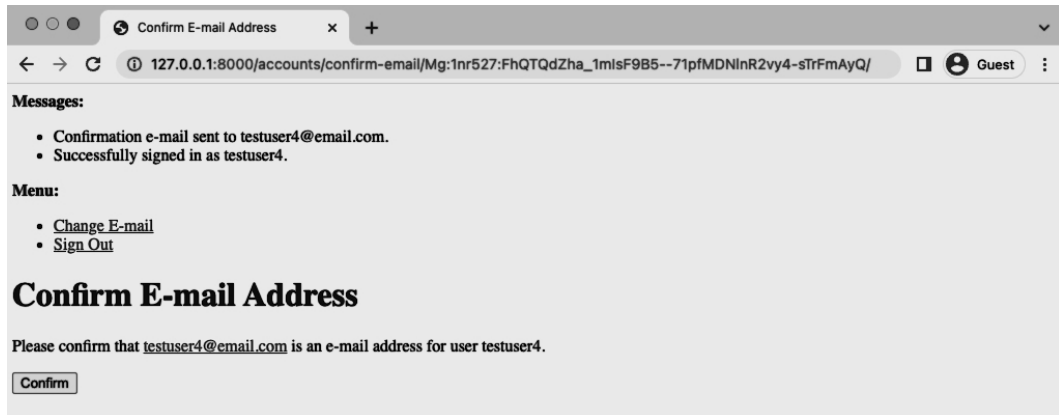 Confirm E-mail Address
127.0.0.1:8000/accounts/confirm-email/Mg:1nr527:FhQTQdZha_1mIsF9B5--71pfMDNlnR2vy4-sTrFmAyQ/
Guest
Messages:
Confirmation e-mail sent to testuser4@email.com.
Successfully signed in as testuser4.
Menu:
Change E-mail
Sign Out
Confirm E-mail Address
Please confirm that testuser4@email.com is an e-mail address for user testuser4.
Confirm